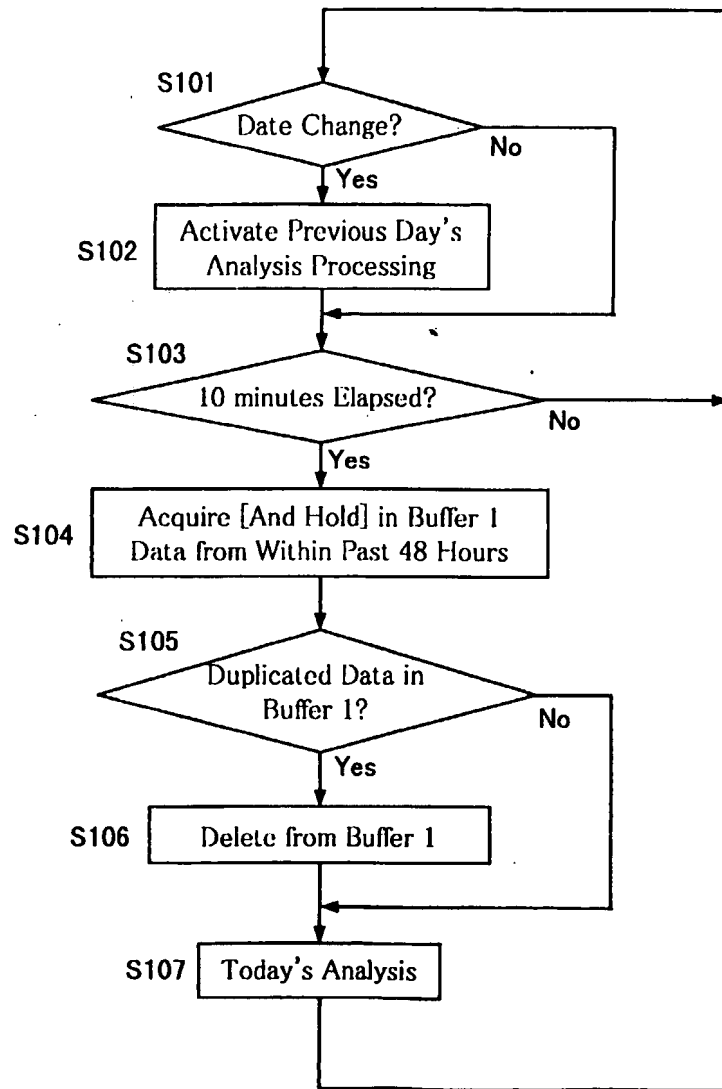 S101
Date Change?
No
Yes
S102
Activate Previous Day's
Analysis Processing
S103
10 minutes Elapsed?
No
Yes
S104
Acquire [And Hold] in Buffer 1
Data from Within Past 48 Hours
S105
Duplicated Data in
Buffer 1?
No
Yes
S106
Delete from Buffer 1
S107
Today's Analysis